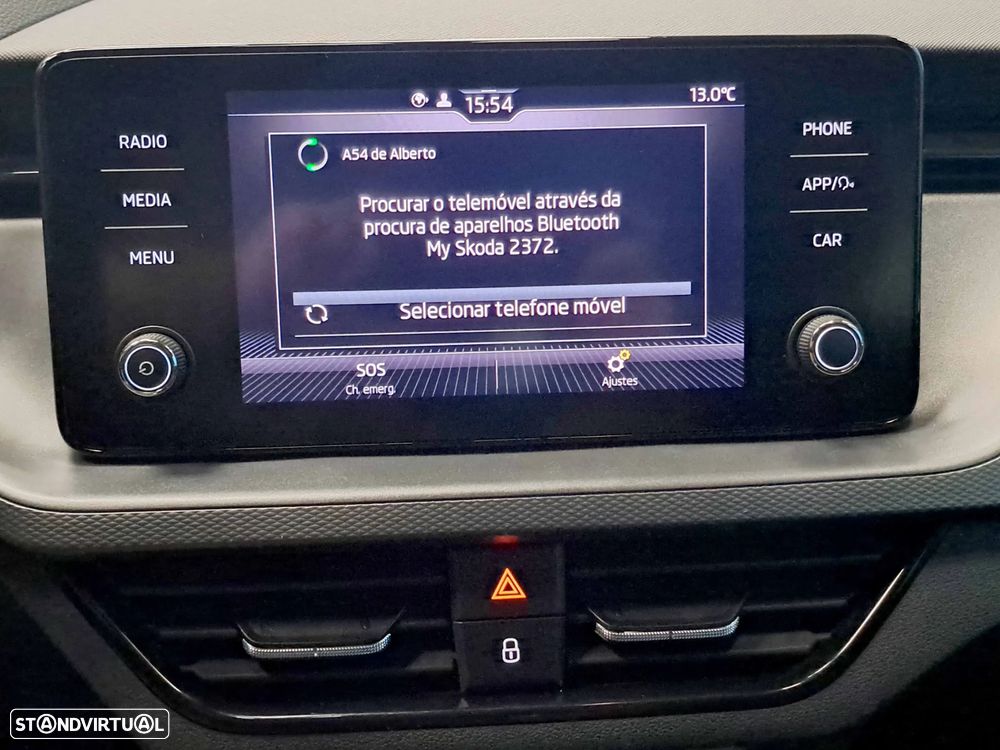 15:54
13.0°C
RADIO
MEDIA
MENU
A54 de Alberto
Procurar o telemóvel através da
procura de aparelhos Bluetooth
My Skoda 2372.
Selecionar telefone móvel
SOS
Ch. emerg.
Ajustes
PHONE
APP/
CAR
STANDVIRTUAL